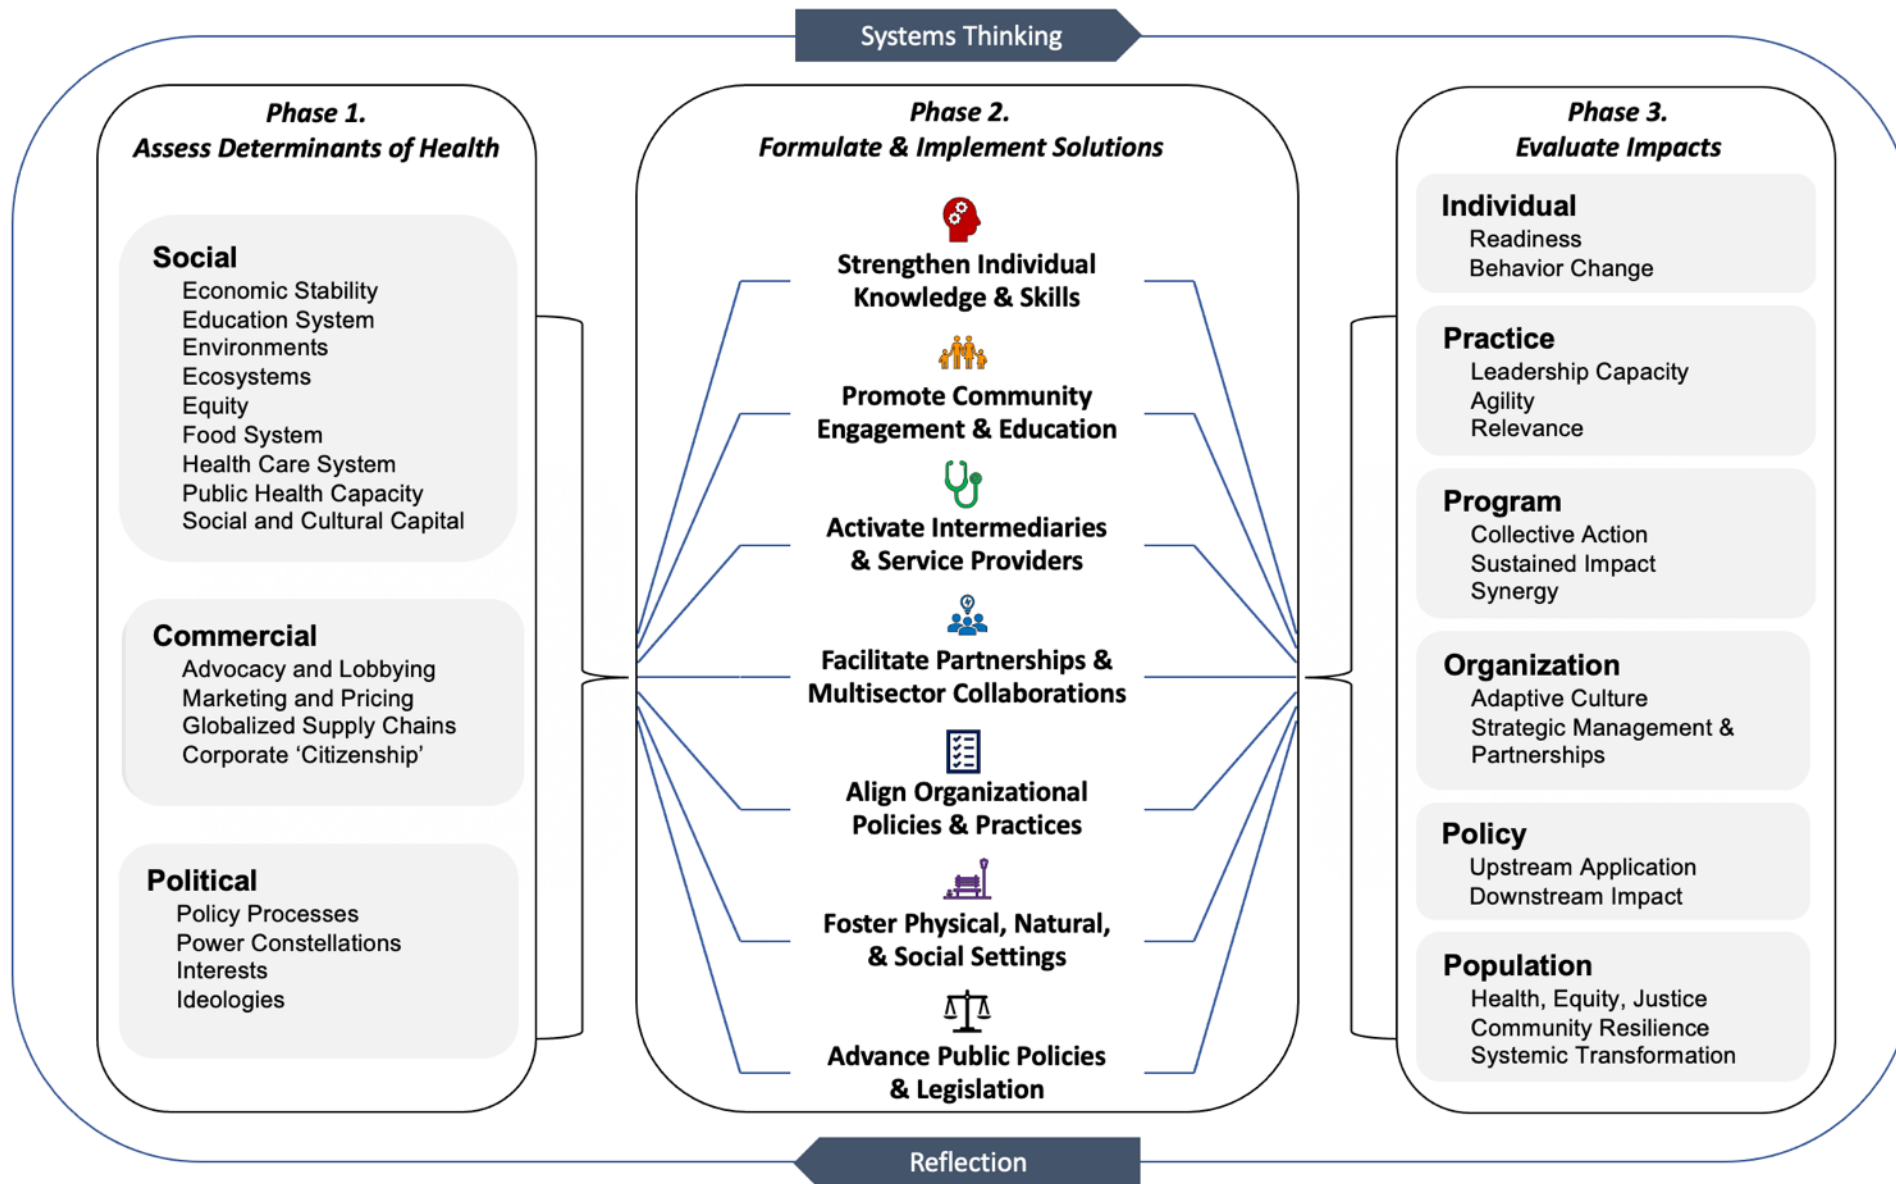 Systems Thinking
Phase 1.
Assess Determinants of Health
Social
Economic Stability
Education System
Environments
Ecosystems
Equity
Food System
Health Care System
Public Health Capacity
Social and Cultural Capital
Commercial
Advocacy and Lobbying
Marketing and Pricing
Globalized Supply Chains
Corporate ‘Citizenship’
Political
Policy Processes
Power Constellations
Interests
Ideologies
Phase 2.
Formulate & Implement Solutions
Strengthen Individual
Knowledge & Skills
Promote Community
Engagement & Education
Activate Intermediaries
& Service Providers
Facilitate Partnerships &
Multisector Collaborations
Align Organizational
Policies & Practices
Foster Physical, Natural,
& Social Settings
Advance Public Policies
& Legislation
Phase 3.
Evaluate Impacts
Individual
Readiness
Behavior Change
Practice
Leadership Capacity
Agility
Relevance
Program
Collective Action
Sustained Impact
Synergy
Organization
Adaptive Culture
Strategic Management &
Partnerships
Policy
Upstream Application
Downstream Impact
Population
Health, Equity, Justice
Community Resilience
Systemic Transformation
Reflection